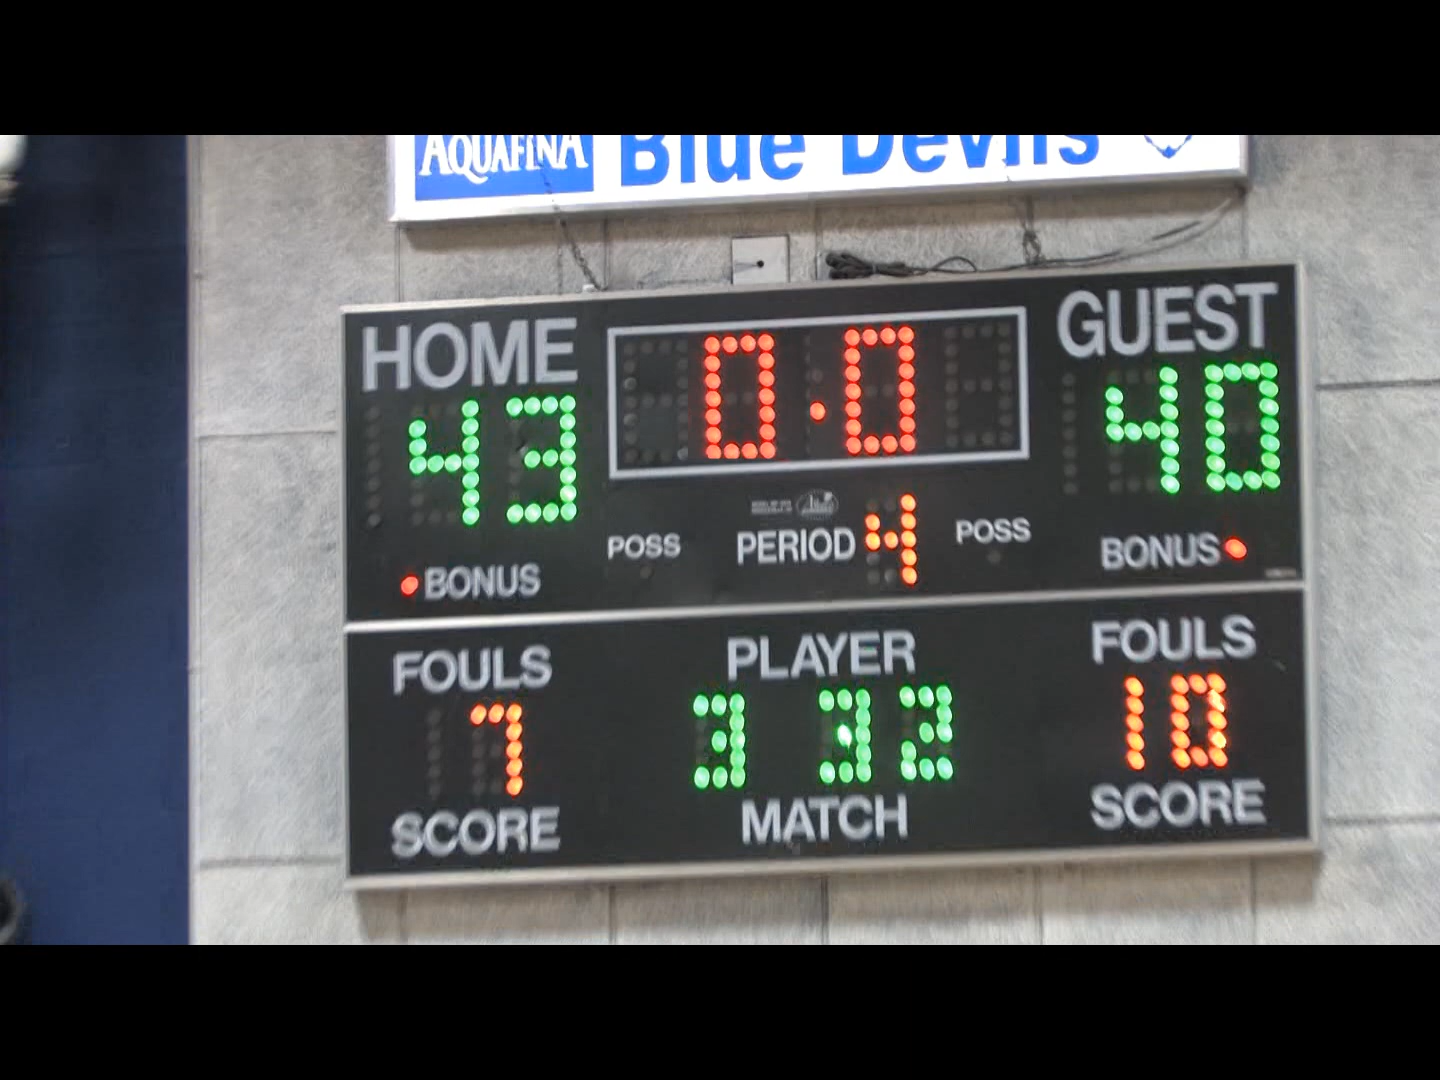 AQUAFINA Blue Devils
HOME 0.0 GUEST
43 40
POSS PERIOD 4 POSS
BONUS BONUS
FOULS PLAYER FOULS
7 3 32 10
SCORE MATCH SCORE